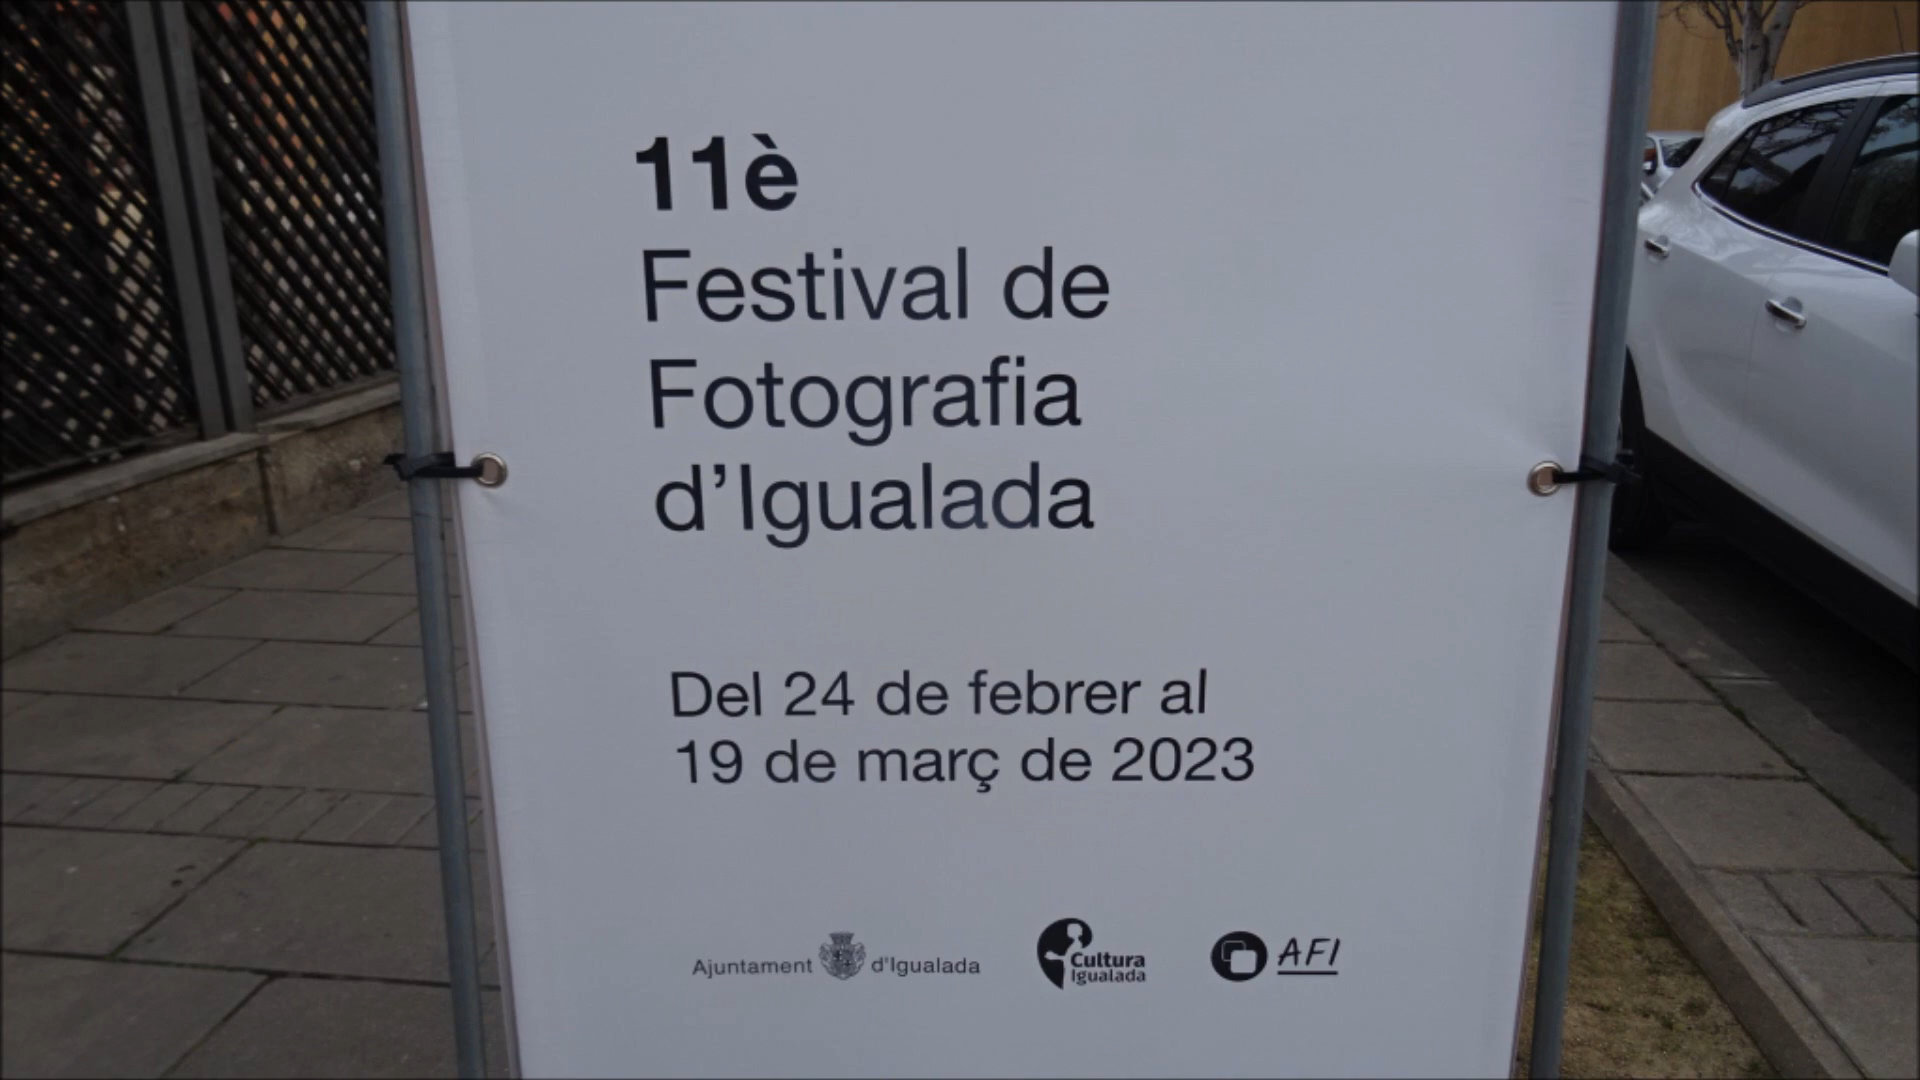 11è
Festival de
Fotografia
d’Igualada
Del 24 de febrer al
19 de març de 2023
Ajuntament d'Igualada
Cultura
Igualada
AFI